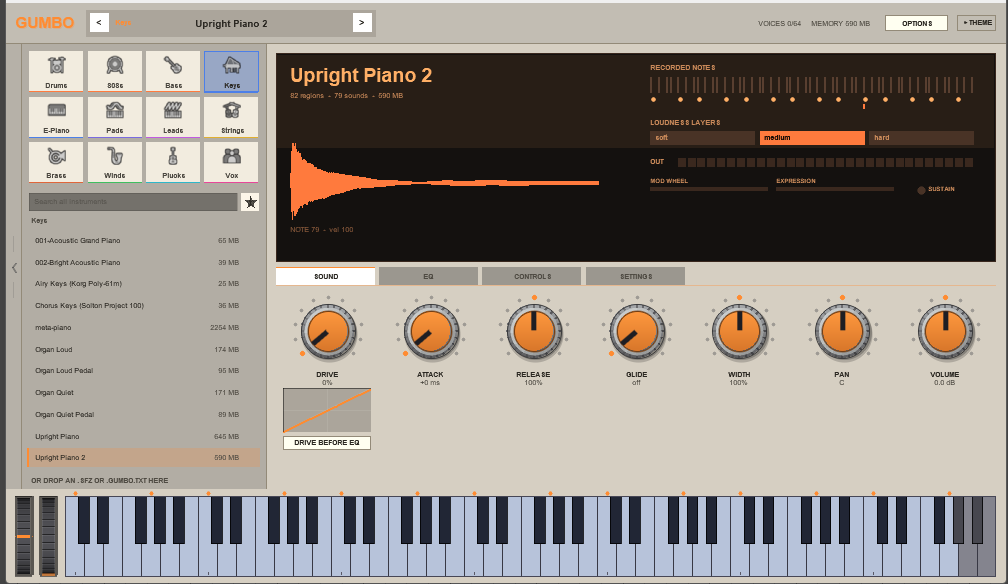 GUMBO
<
Upright Piano 2
>
VOICES 0/64
MEMORY 590 MB
OPTIONS
THEME
Drums
808s
Bass
Keys
E-Piano
Pads
Leads
Strings
Brass
Winds
Plucks
Vox
Search all instruments
Keys
001-Acoustic Grand Piano 65 MB
002-Bright Acoustic Piano 39 MB
Airy Keys (Korg Poly-61m) 25 MB
Chorus Keys (Solton Project 100) 36 MB
meta-piano 2254 MB
Organ Loud 174 MB
Organ Loud Pedal 95 MB
Organ Quiet 171 MB
Organ Quiet Pedal 89 MB
Upright Piano 645 MB
Upright Piano 2 590 MB
OR DROP AN .SFZ OR .GUMBO.TXT HERE
Upright Piano 2
82 regions - 79 sounds - 590 MB
NOTE 79 - vel 100
RECORDED NOTES
LOUDNESS LAYERS
soft
medium
hard
OUT
MOD WHEEL
EXPRESSION
SUSTAIN
SOUND
EQ
CONTROLS
SETTINGS
DRIVE
0%
ATTACK
+0 ms
RELEASE
100%
GLIDE
off
WIDTH
100%
PAN
C
VOLUME
0.0 dB
DRIVE BEFORE EQ